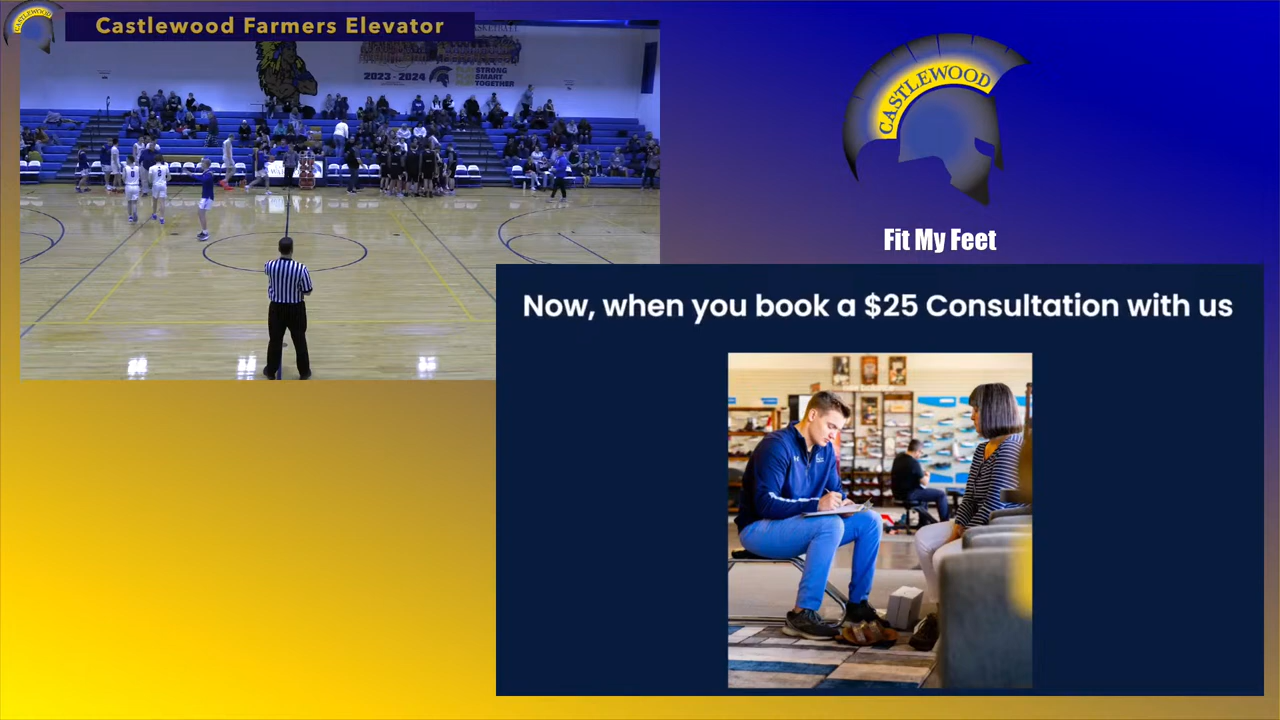 CASTLEWOOD
Castlewood Farmers Elevator
BASKETBALL
2023 - 2024
STRONG
SMART
TOGETHER
CASTLEWOOD
Fit My Feet
Now, when you book a $25 Consultation with us